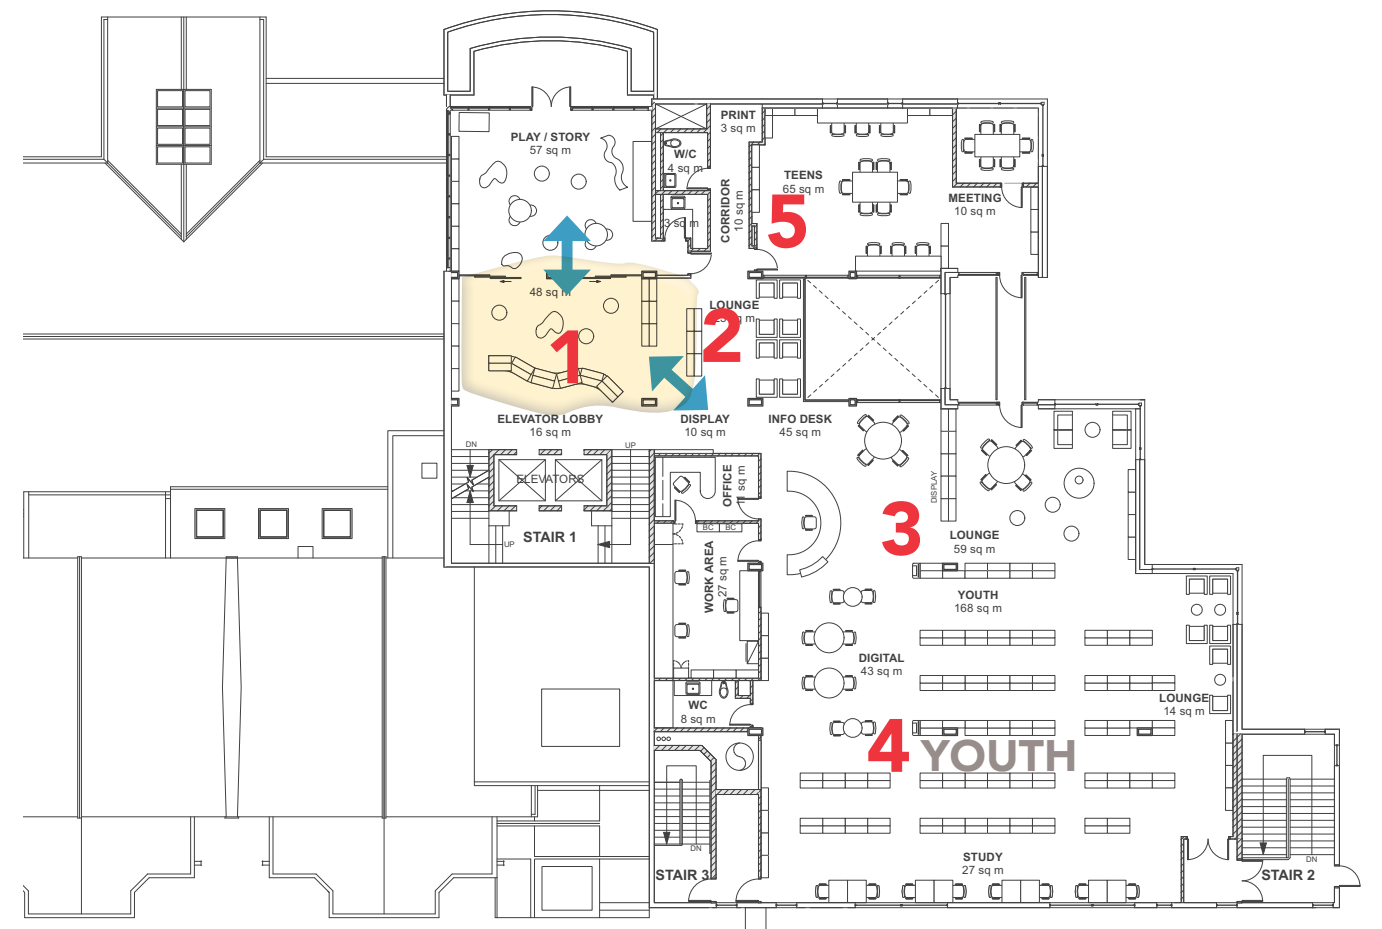 PLAY / STORY
57 sq m
PRINT
3 sq m
W/C
4 sq m
3 sq m
CORRIDOR
10 sq m
TEENS
65 sq m
5
MEETING
10 sq m
48 sq m
1
LOUNGE
sq m
2
ELEVATOR LOBBY
16 sq m
DISPLAY
10 sq m
INFO DESK
45 sq m
DN
UP
ELEVATORS
UP
STAIR 1
OFFICE
sq m
BC
BC
WORK AREA
27 sq m
DISPLAY
3
LOUNGE
59 sq m
YOUTH
168 sq m
DIGITAL
43 sq m
LOUNGE
14 sq m
WC
8 sq m
4 YOUTH
DN
STAIR 3
STUDY
27 sq m
DN
STAIR 2